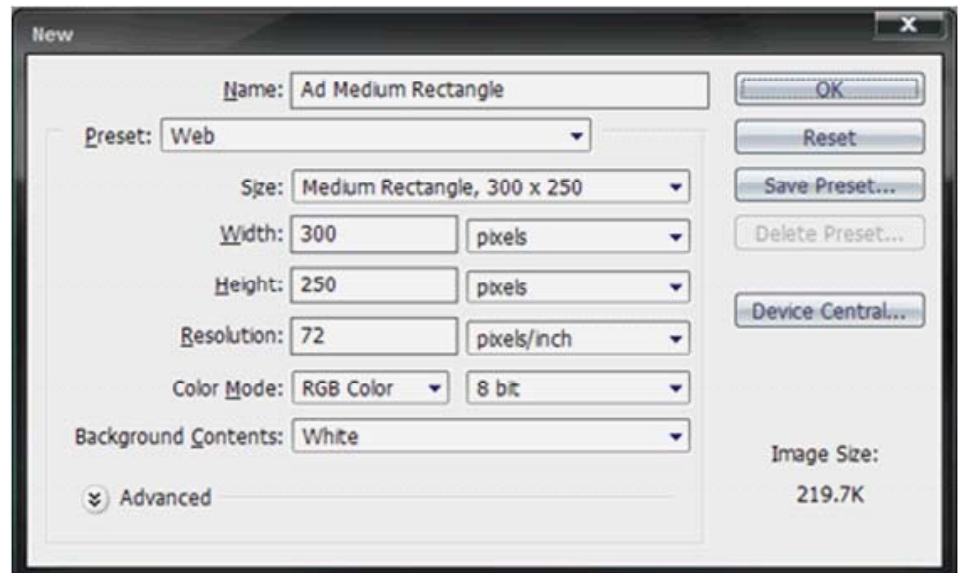 New
X
Name: Ad Medium Rectangle
OK
Preset: Web
Reset
Size: Medium Rectangle, 300 x 250
Save Preset...
Width: 300 pixels
Delete Preset...
Height: 250 pixels
Device Central...
Resolution: 72 pixels/inch
Color Mode: RGB Color 8 bit
Background Contents: White
Image Size:
219.7K
Advanced